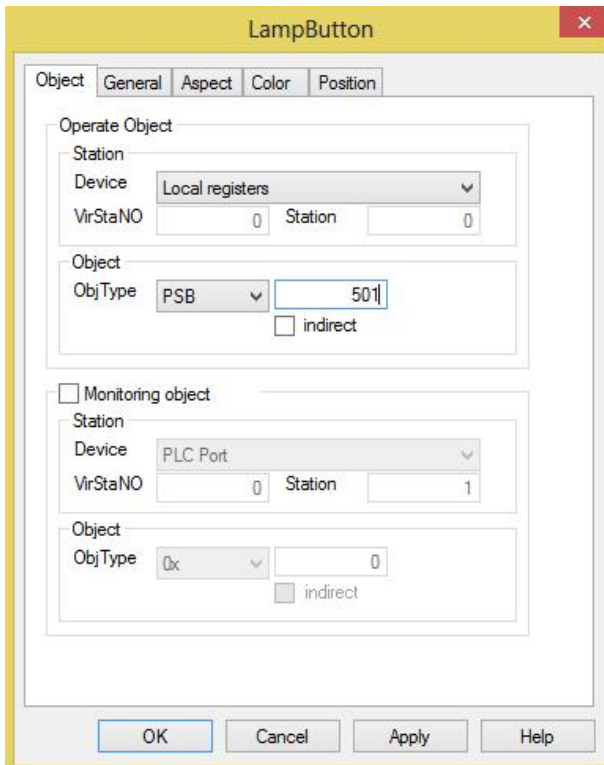 LampButton
Object General Aspect Color Position
Operate Object
Station
Device Local registers
VirStaNO 0 Station 0
Object
ObjType PSB 501
indirect
Monitoring object
Station
Device PLC Port
VirStaNO 0 Station 1
Object
ObjType 0x 0
indirect
OK Cancel Apply Help